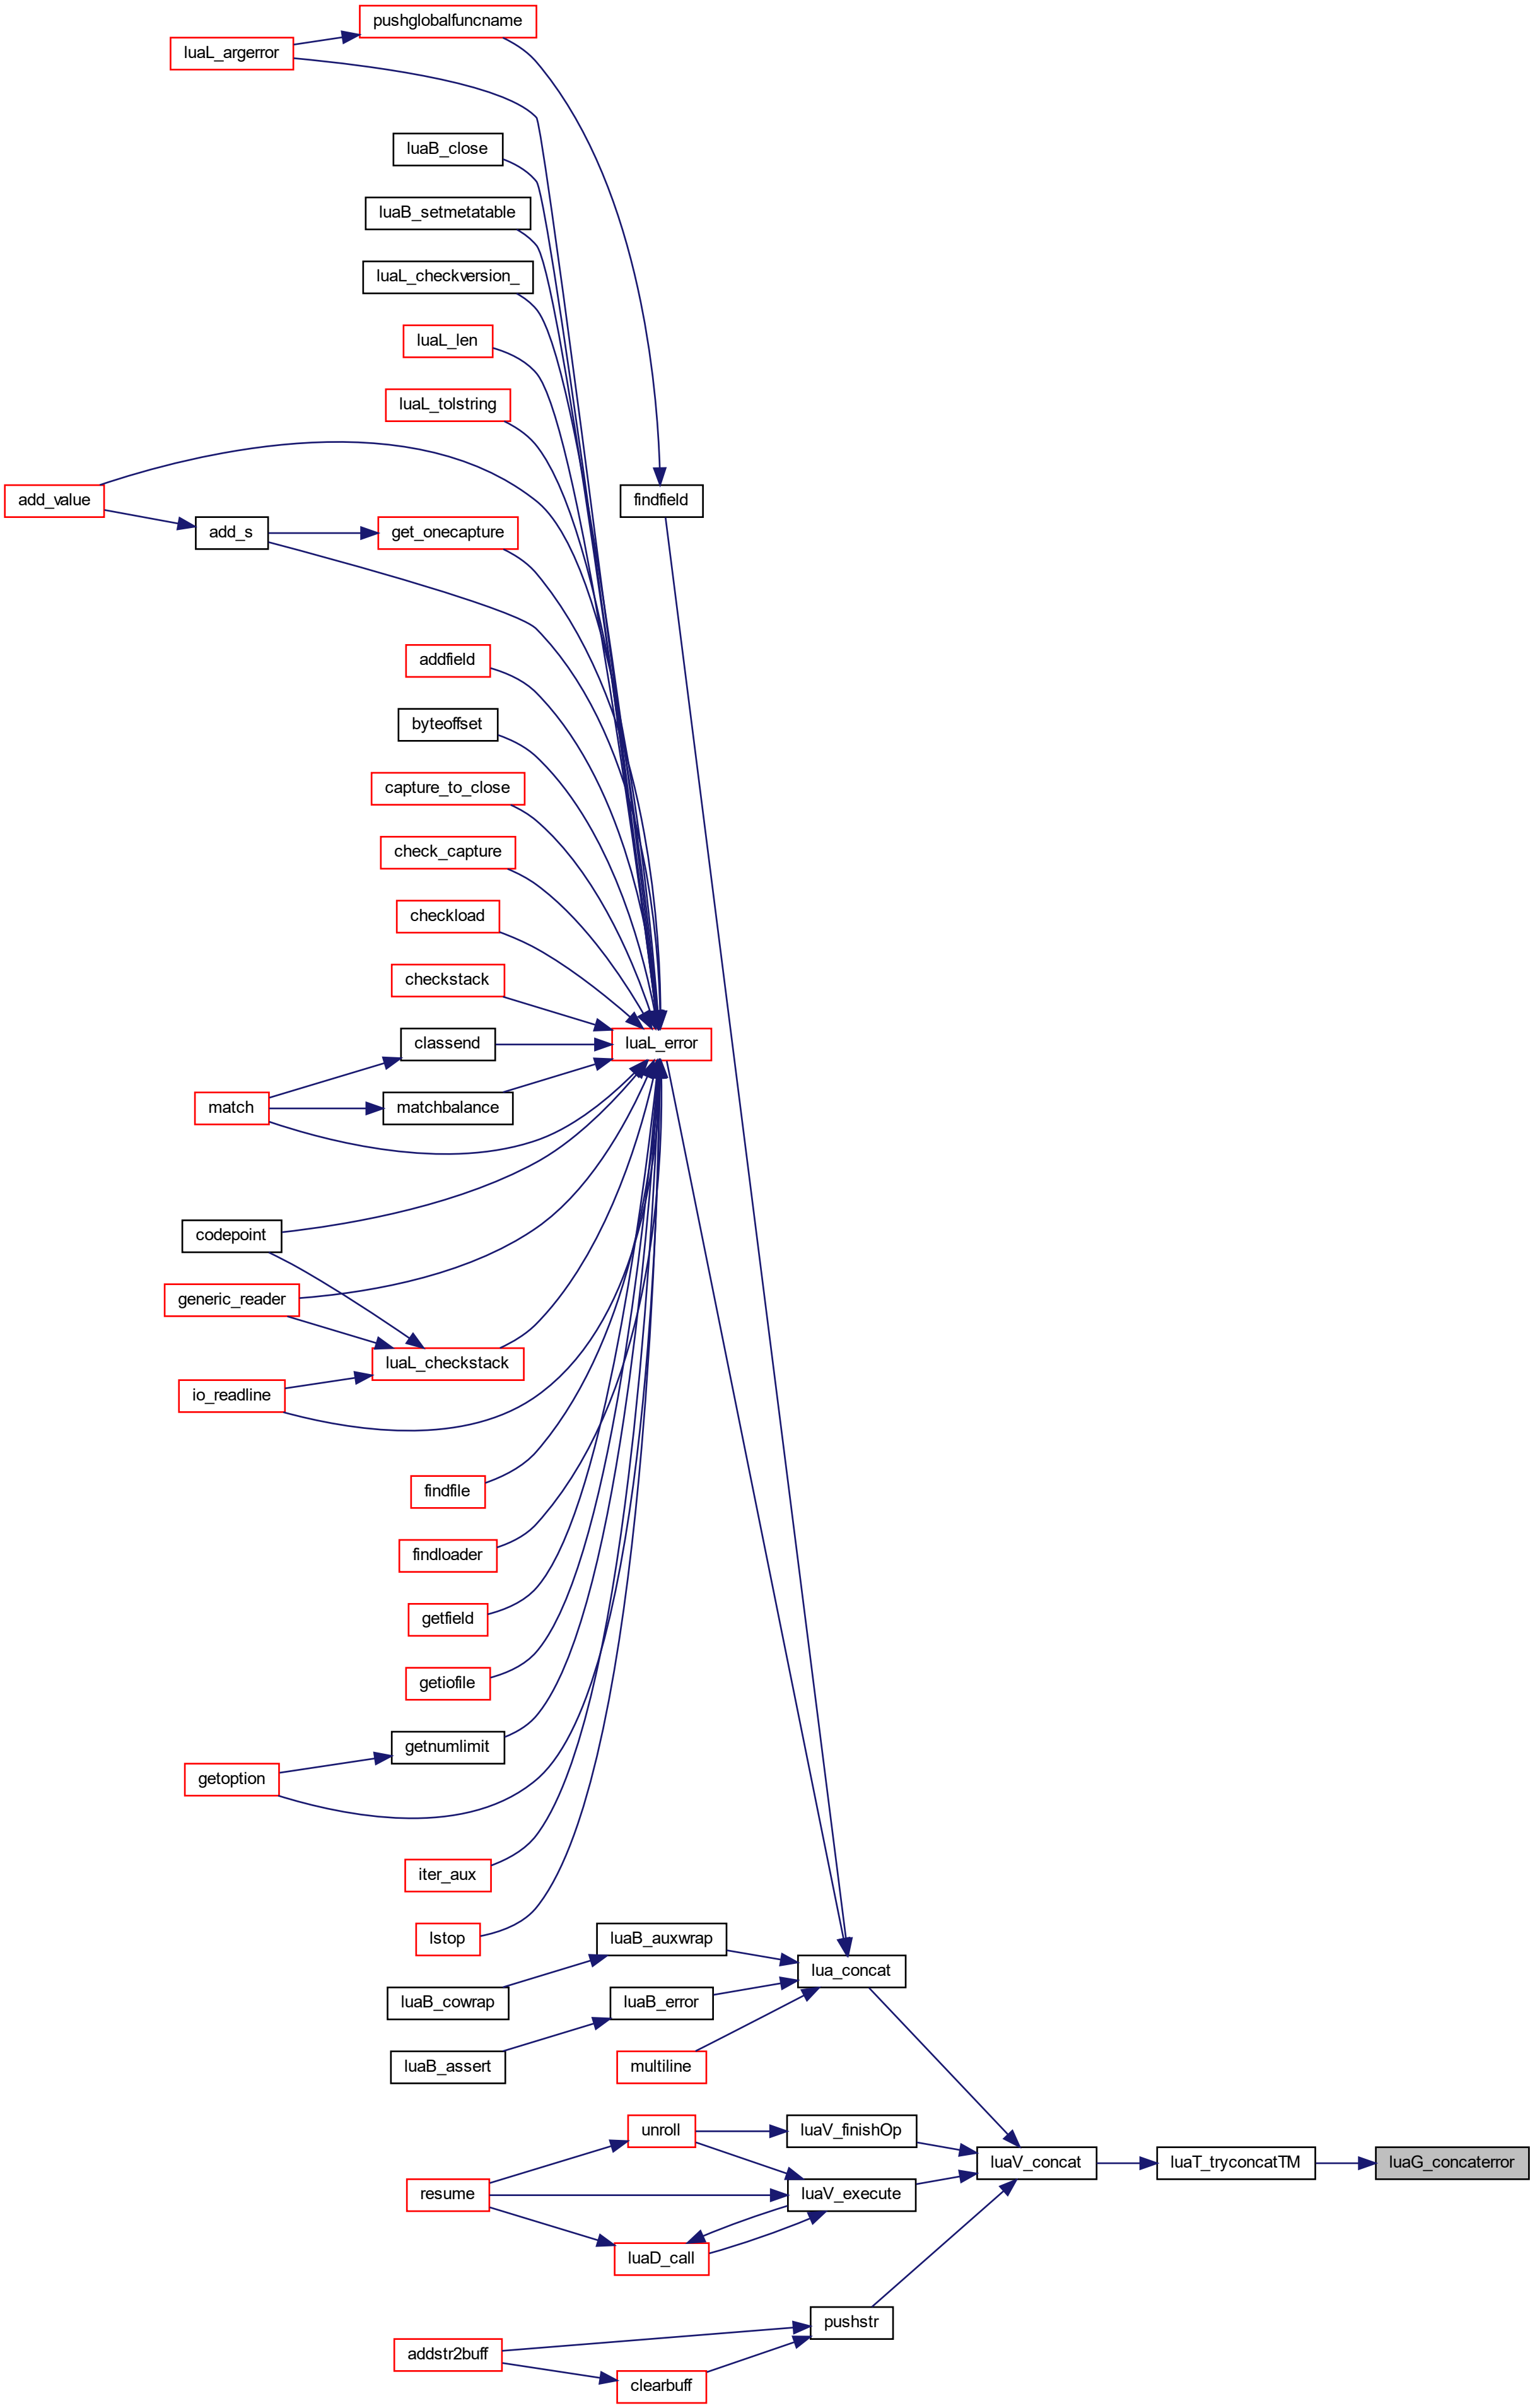 pushglobalfuncname
luaL_argerror
luaB_close
luaB_setmetatable
luaL_checkversion_
luaL_len
luaL_tolstring
add_value
findfield
add_s
get_onecapture
addfield
byteoffset
capture_to_close
check_capture
checkload
checkstack
classend
luaL_error
match
matchbalance
codepoint
generic_reader
luaL_checkstack
io_readline
findfile
findloader
getfield
getiofile
getnumlimit
getoption
iter_aux
lstop
luaB_auxwrap
lua_concat
luaB_cowrap
luaB_error
luaB_assert
multiline
unroll
luaV_finishOp
luaV_concat
luaT_tryconcatTM
luaG_concaterror
resume
luaV_execute
luaD_call
pushstr
addstr2buff
clearbuff